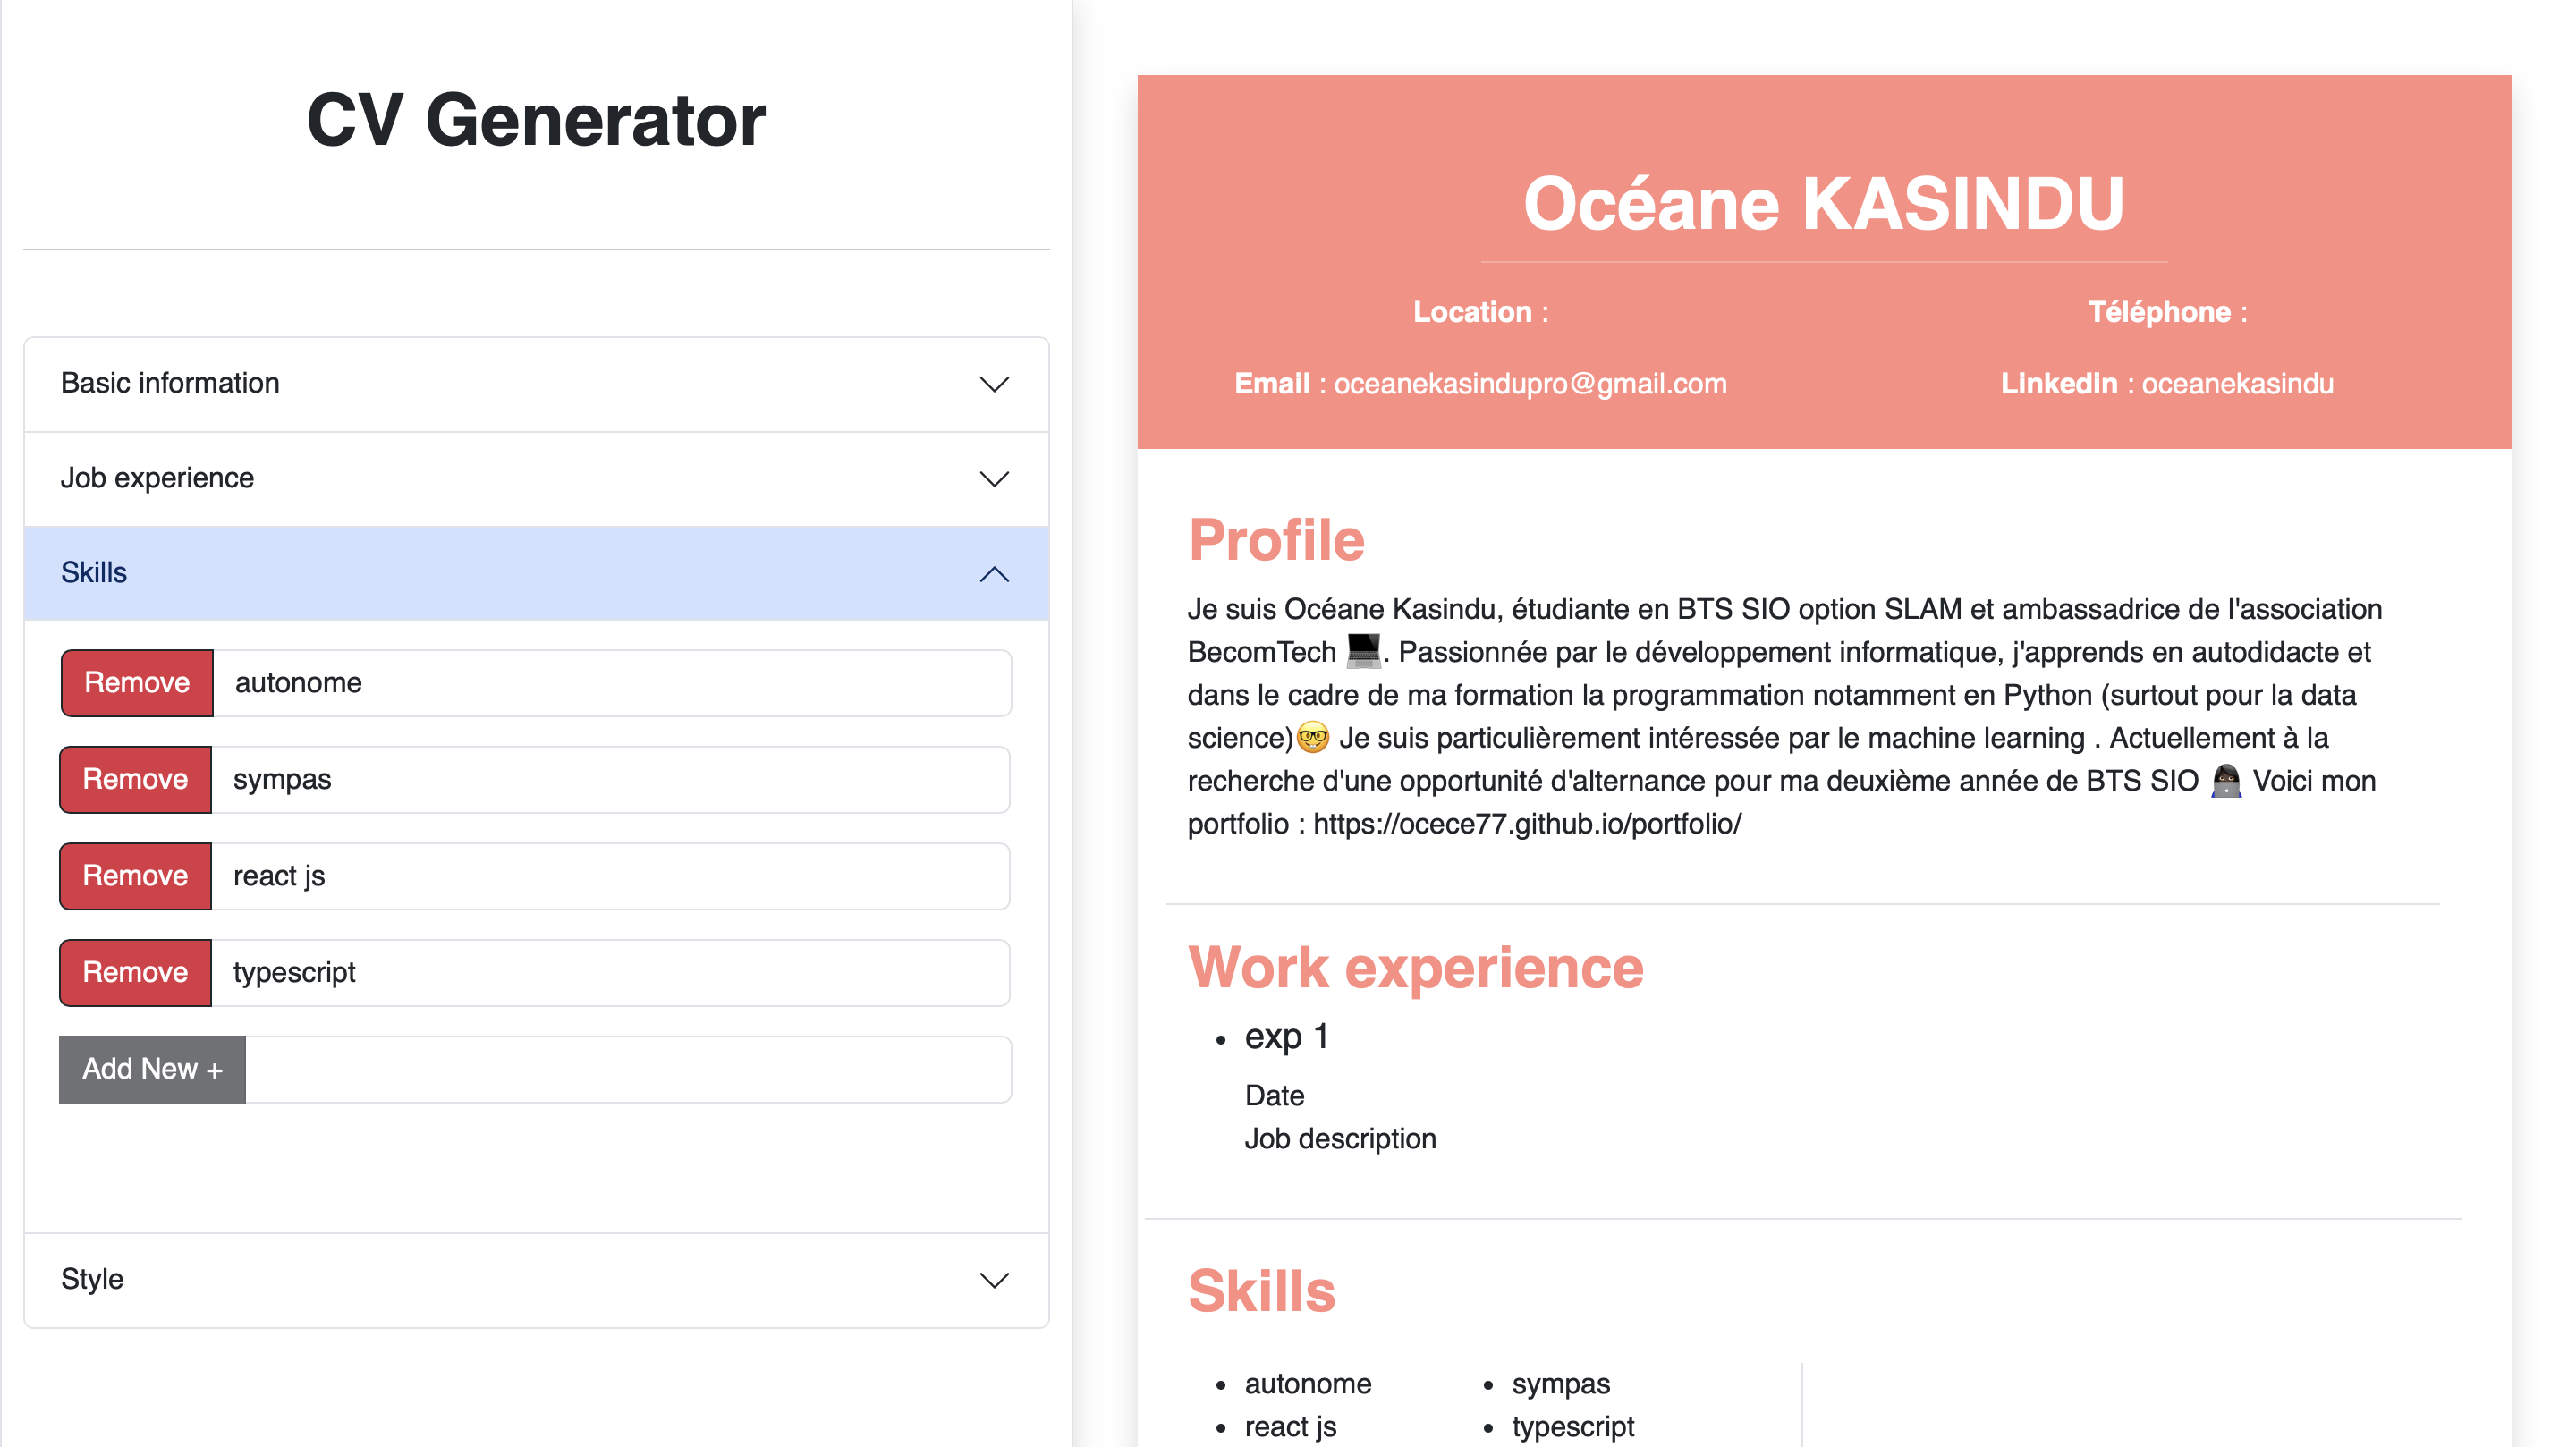 CV Generator
Basic information
Job experience
Skills
Remove autonome
Remove sympas
Remove react js
Remove typescript
Add New +
Style
Océane KASINDU
Location :
Téléphone :
Email : oceanekasindupro@gmail.com
Linkedin : oceanekasindu
Profile
Je suis Océane Kasindu, étudiante en BTS SIO option SLAM et ambassadrice de l'association
BecomTech 💻. Passionnée par le développement informatique, j'apprends en autodidacte et
dans le cadre de ma formation la programmation notamment en Python (surtout pour la data
science)🤓 Je suis particulièrement intéressée par le machine learning . Actuellement à la
recherche d'une opportunité d'alternance pour ma deuxième année de BTS SIO 👩🏿‍💻 Voici mon
portfolio : https://ocece77.github.io/portfolio/
Work experience
• exp 1
Date
Job description
Skills
• autonome
• sympas
• react js
• typescript